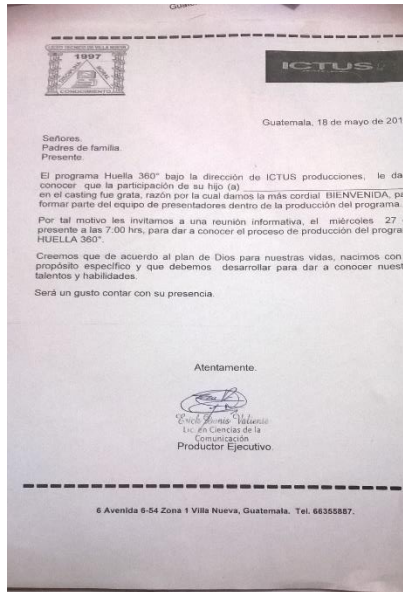 LICEO TECNICO DE VILLA NUEVA
1997
CONOCIMIENTO
ICTUS
Guatemala, 18 de mayo de 201
Señores.
Padres de familia.
Presente.
El programa Huella 360° bajo la dirección de ICTUS producciones, le da
conocer que la participación de su hijo (a)
en el casting fue grata, razón por la cual damos la más cordial BIENVENIDA, pa
formar parte del equipo de presentadores dentro de la producción del programa.
Por tal motivo les invitamos a una reunión informativa, el miércoles 27
presente a las 7:00 hrs, para dar a conocer el proceso de producción del progra
HUELLA 360°.
Creemos que de acuerdo al plan de Dios para nuestras vidas, nacimos con
propósito específico y que debemos desarrollar para dar a conocer nuest
talentos y habilidades.
Será un gusto contar con su presencia.
Atentamente.
Lic. en Ciencias de la
Comunicación
Productor Ejecutivo.
6 Avenida 6-54 Zona 1 Villa Nueva, Guatemala. Tel. 66355887.